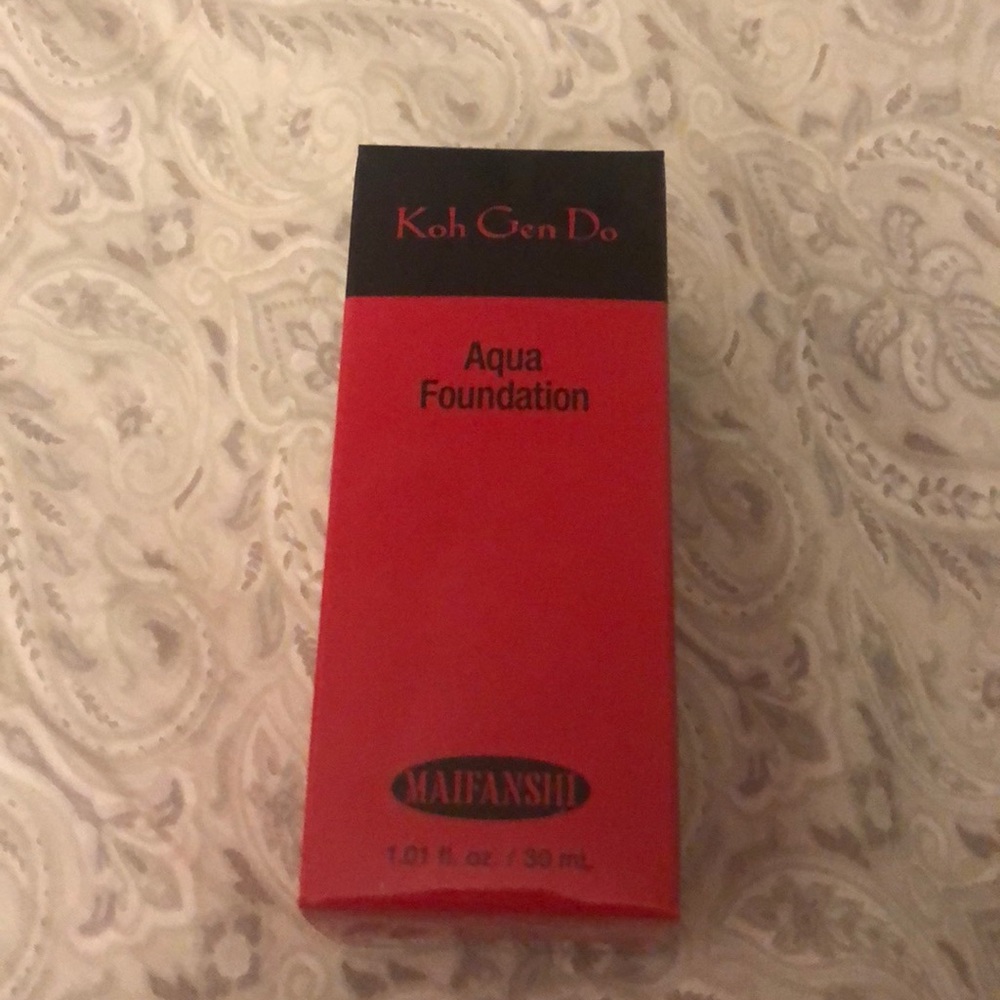 Koh Gen Do
Aqua
Foundation
MAIFANSHI
1.01 fl. oz. / 30 mL